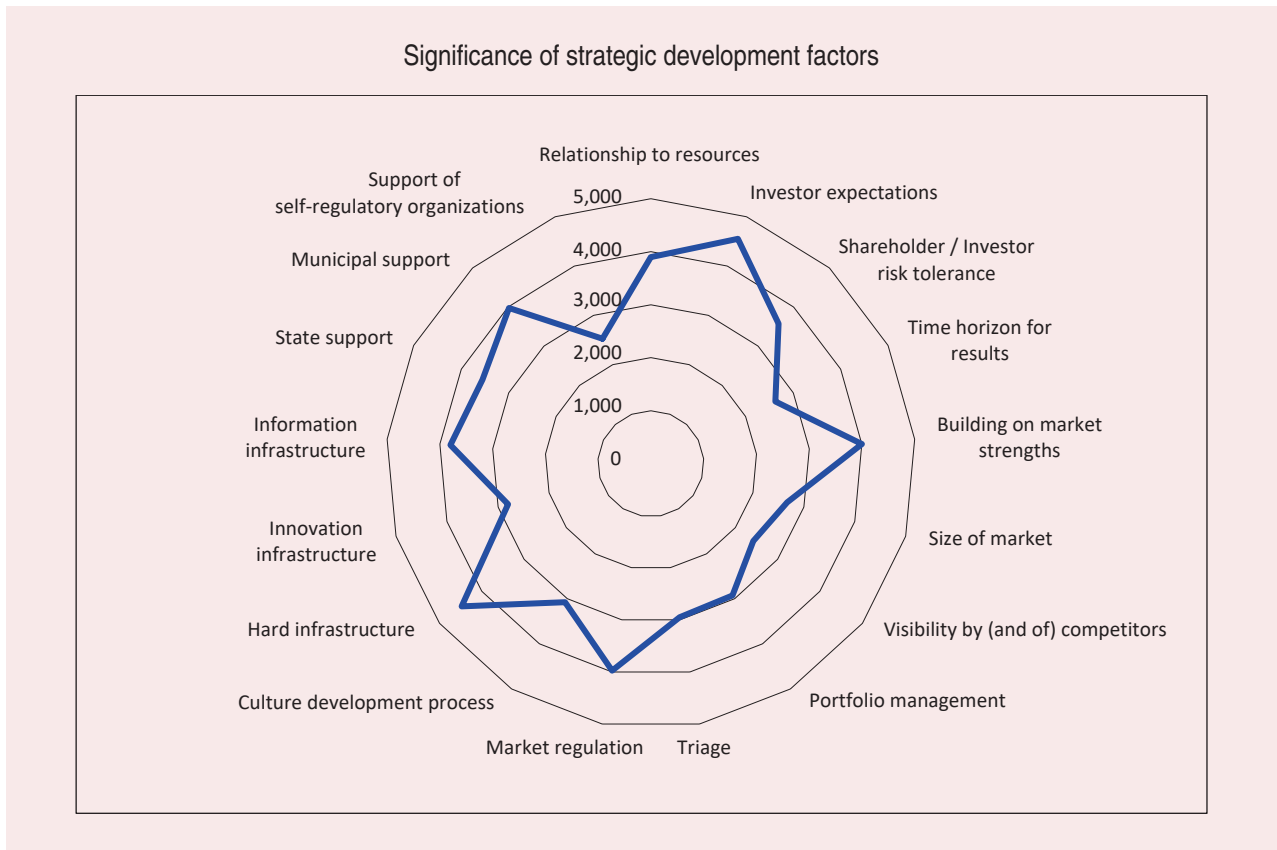 Significance of strategic development factors
Relationship to resources
Investor expectations
Shareholder / Investor
risk tolerance
Time horizon for
results
Building on market
strengths
Size of market
Visibility by (and of) competitors
Portfolio management
Triage
Market regulation
Culture development process
Hard infrastructure
Innovation
infrastructure
Information
infrastructure
State support
Municipal support
Support of
self-regulatory organizations
5,000
4,000
3,000
2,000
1,000
0